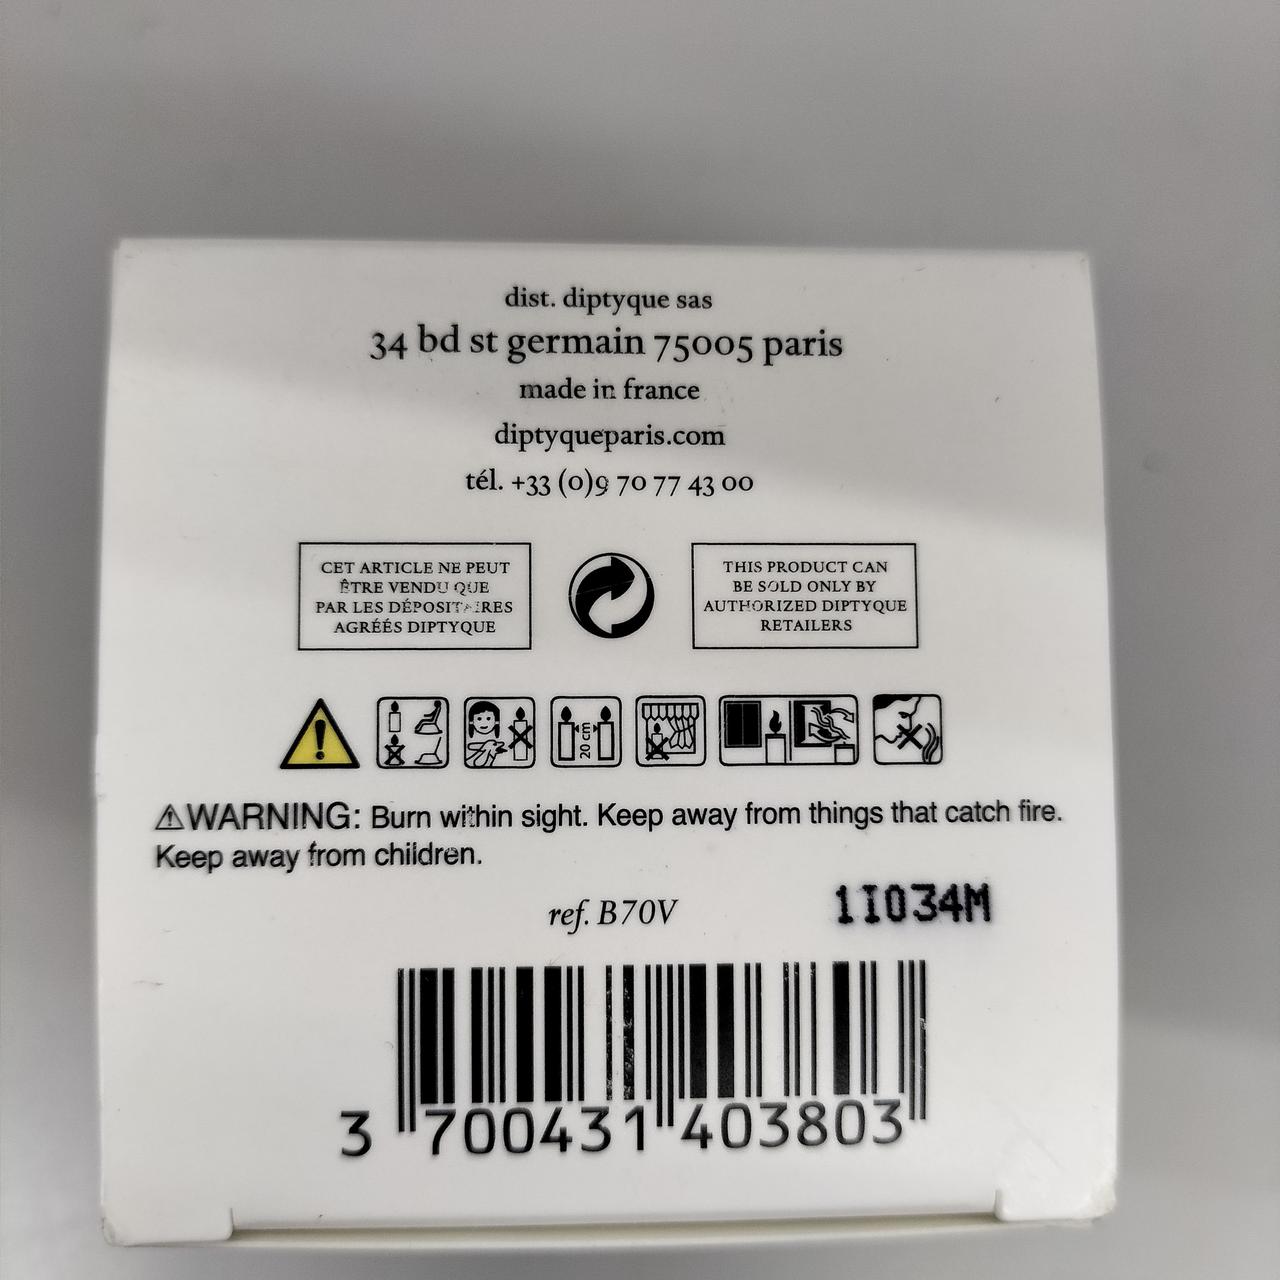 dist. diptyque sas
34 bd st germain 75005 paris
made in france
diptyqueparis.com
tél. +33 (0)9 70 77 43 00
CET ARTICLE NE PEUT
ÊTRE VENDU QUE
PAR LES DÉPOSITAIRES
AGRÉÉS DIPTYQUE
THIS PRODUCT CAN
BE SOLD ONLY BY
AUTHORIZED DIPTYQUE
RETAILERS
20 cm
⚠WARNING: Burn within sight. Keep away from things that catch fire.
Keep away from children.
ref. B70V
1I034M
3 700431 403803